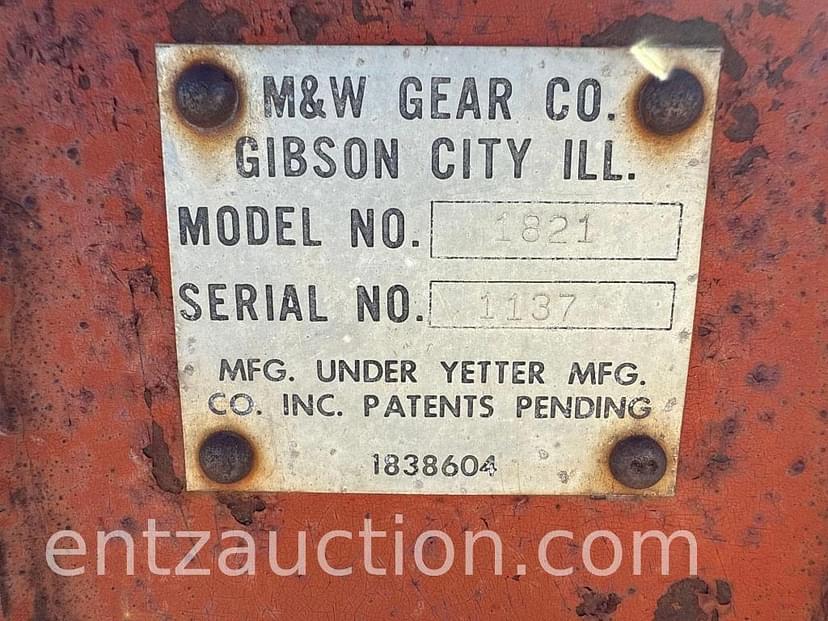 M&W GEAR CO.
GIBSON CITY ILL.
MODEL NO. 1821
SERIAL NO. 1137
MFG. UNDER YETTER MFG.
CO. INC. PATENTS PENDING
1838604
entzauction.com